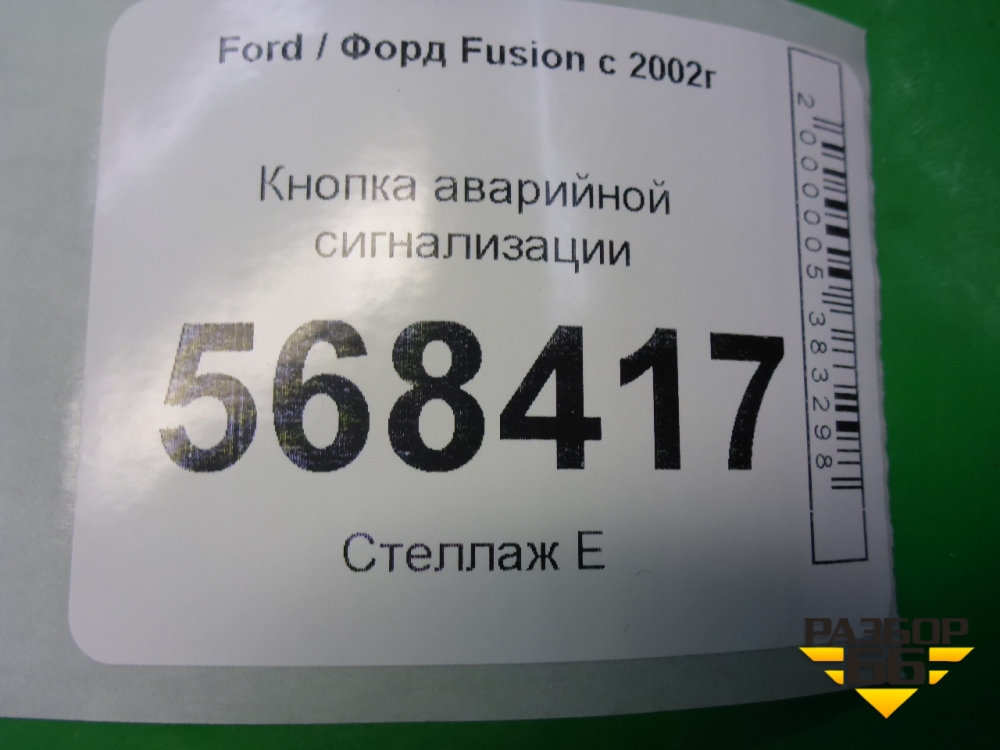 Ford / Форд Fusion с 2002г
Кнопка аварийной
сигнализации
568417
Стеллаж Е
2000005383298
РАЗБОР
66